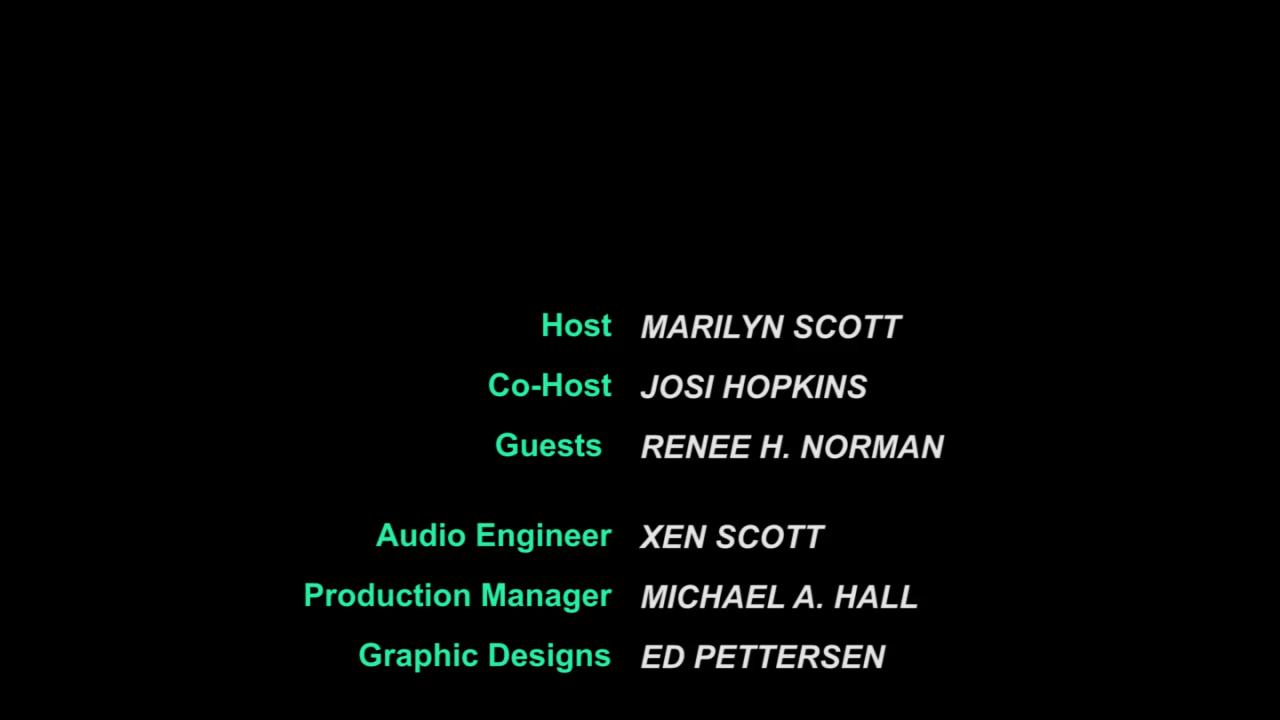 Host MARILYN SCOTT
Co-Host JOSI HOPKINS
Guests RENEE H. NORMAN
Audio Engineer XEN SCOTT
Production Manager MICHAEL A. HALL
Graphic Designs ED PETTERSEN